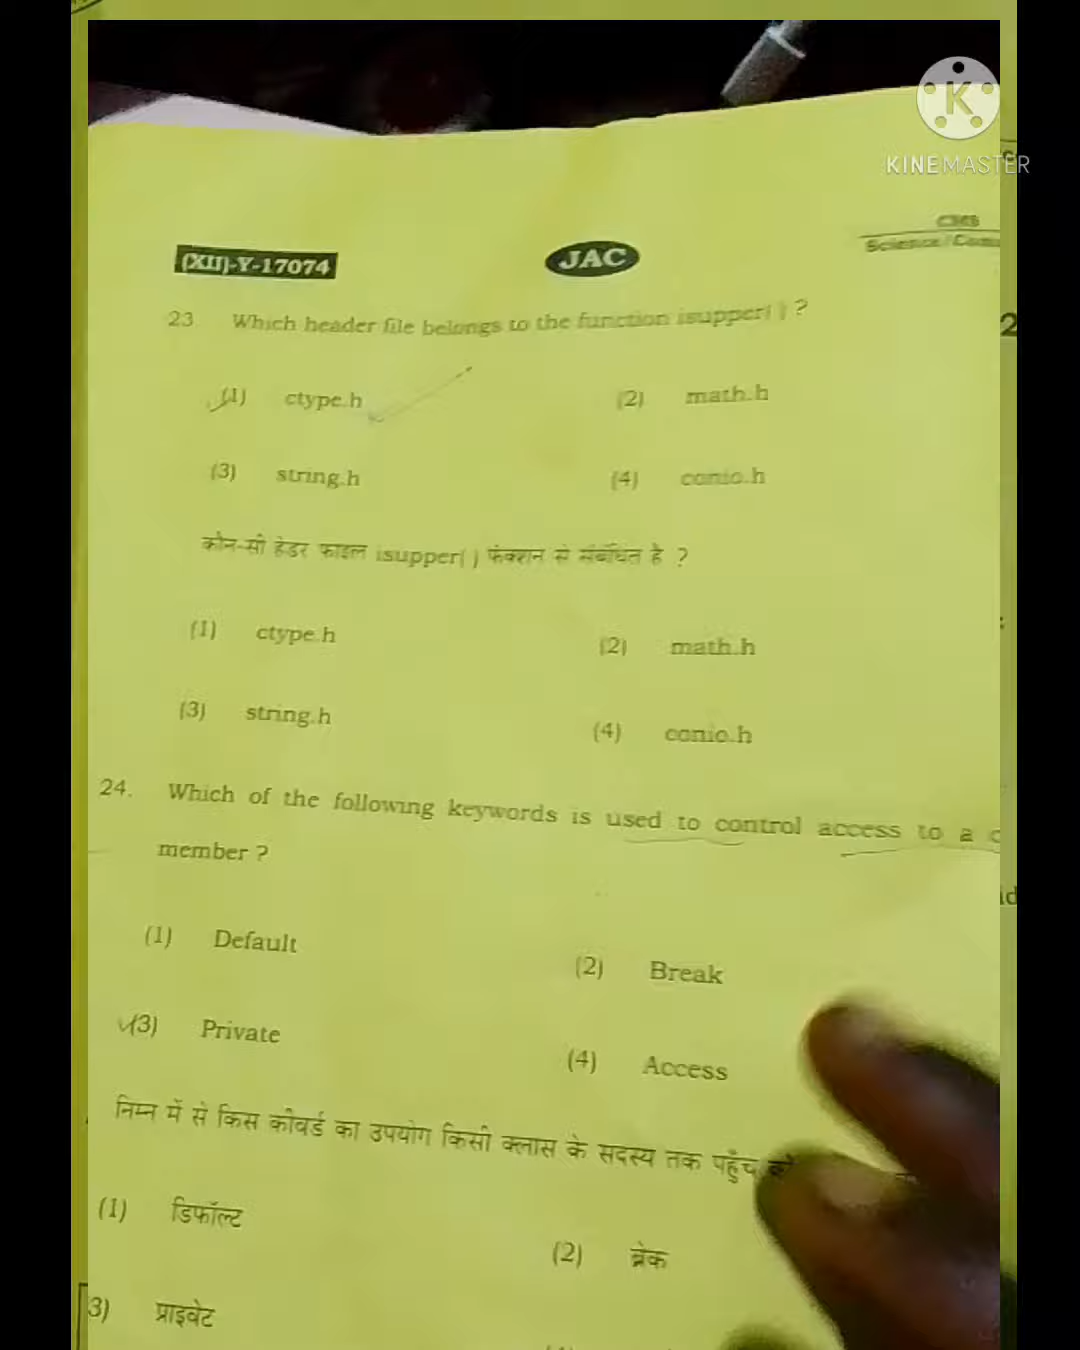 KINEMASTER
(XII)-Y-17074 JAC
23 Which header file belongs to the function isupper( ) ?
(1) ctype.h (2) math.h
(3) string.h (4) conio.h
कौन-सी हेडर फाइल isupper( ) फंक्शन से संबंधित है ?
(1) ctype.h (2) math.h
(3) string.h (4) conio.h
24. Which of the following keywords is used to control access to a c
member ?
(1) Default (2) Break
(3) Private (4) Access
निम्न में से किस कीवर्ड का उपयोग किसी क्लास के सदस्य तक पहुँच को
(1) डिफॉल्ट (2) ब्रेक
3) प्राइवेट